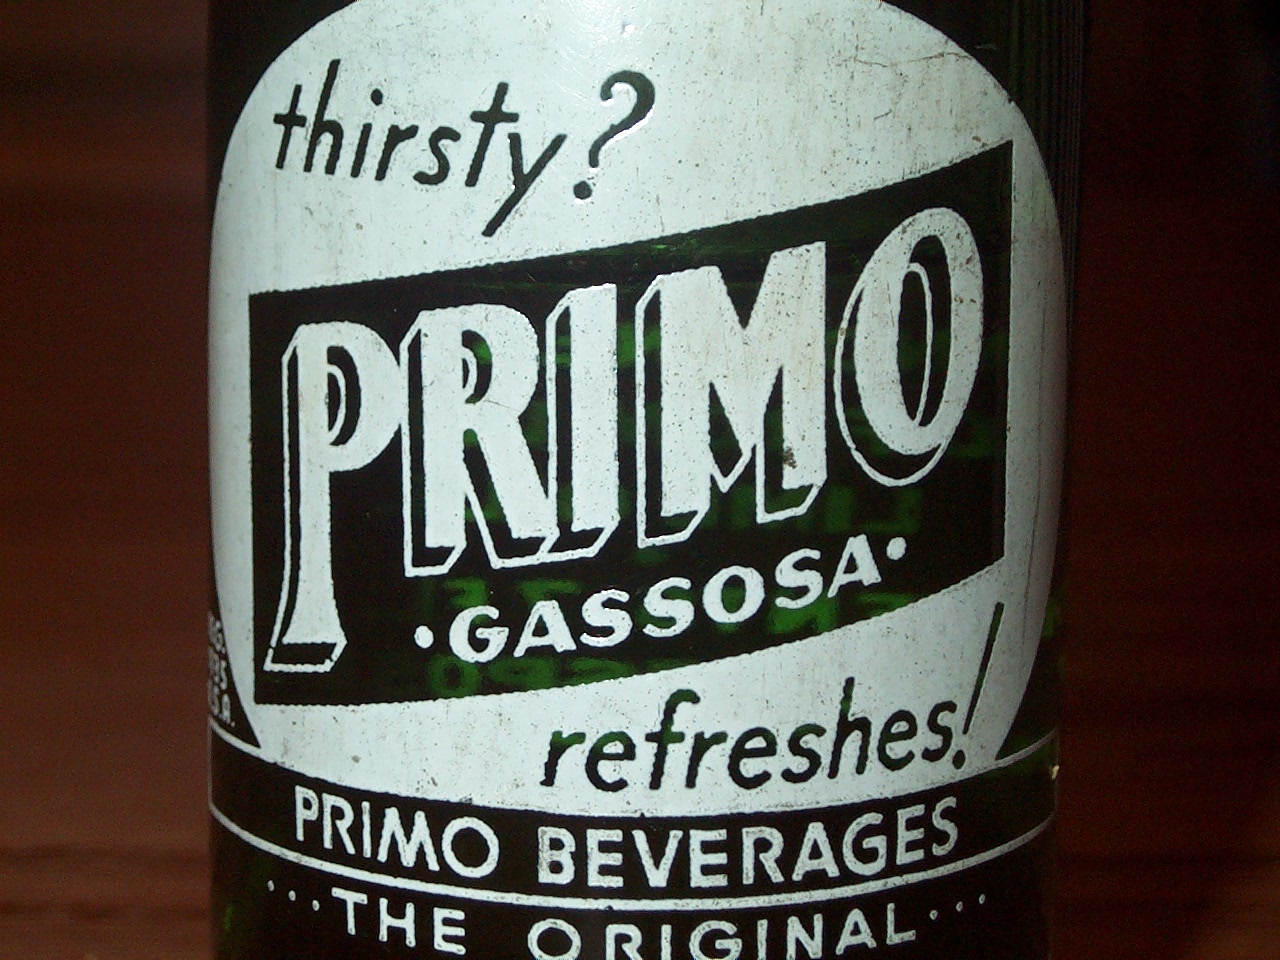 thirsty?
PRIMO
·GASSOSA·
refreshes!
PRIMO BEVERAGES
...THE ORIGINAL...